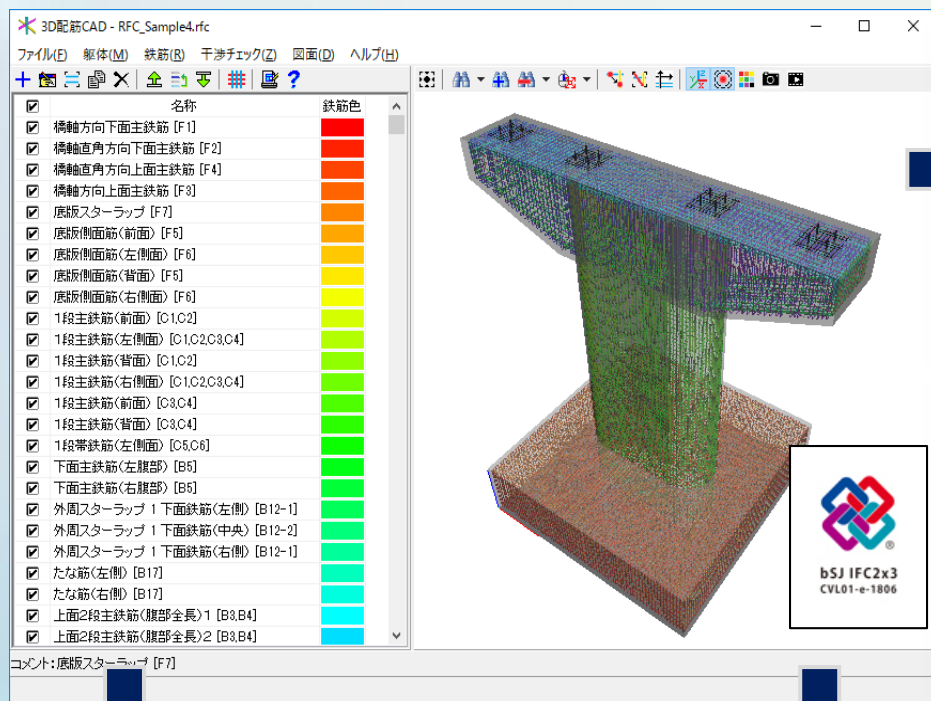 3D配筋CAD - RFC_Sample4.rfc
ファイル(F) 躯体(M) 鉄筋(R) 干渉チェック(Z) 図面(D) ヘルプ(H)
名称 鉄筋色
橋軸方向下面主鉄筋 [F1]
橋軸直角方向下面主鉄筋 [F2]
橋軸直角方向上面主鉄筋 [F4]
橋軸方向上面主鉄筋 [F3]
底版スターラップ [F7]
底版側面筋(前面) [F5]
底版側面筋(左側面) [F6]
底版側面筋(背面) [F5]
底版側面筋(右側面) [F6]
1段主鉄筋(前面) [C1,C2]
1段主鉄筋(左側面) [C1,C2,C3,C4]
1段主鉄筋(背面) [C1,C2]
1段主鉄筋(右側面) [C1,C2,C3,C4]
1段主鉄筋(前面) [C3,C4]
1段主鉄筋(背面) [C3,C4]
1段帯鉄筋(左側面) [C5,C6]
下面主鉄筋(左腹部) [B5]
下面主鉄筋(右腹部) [B5]
外周スターラップ 1 下面鉄筋(左側) [B12-1]
外周スターラップ 1 下面鉄筋(中央) [B12-2]
外周スターラップ 1 下面鉄筋(右側) [B12-1]
たな筋(左側) [B17]
たな筋(右側) [B17]
上面2段主鉄筋(腹部全長)1 [B3,B4]
上面2段主鉄筋(腹部全長)2 [B3,B4]
コメント:底版スターラップ [F7]
®
bSJ IFC2x3
CVL01-e-1806